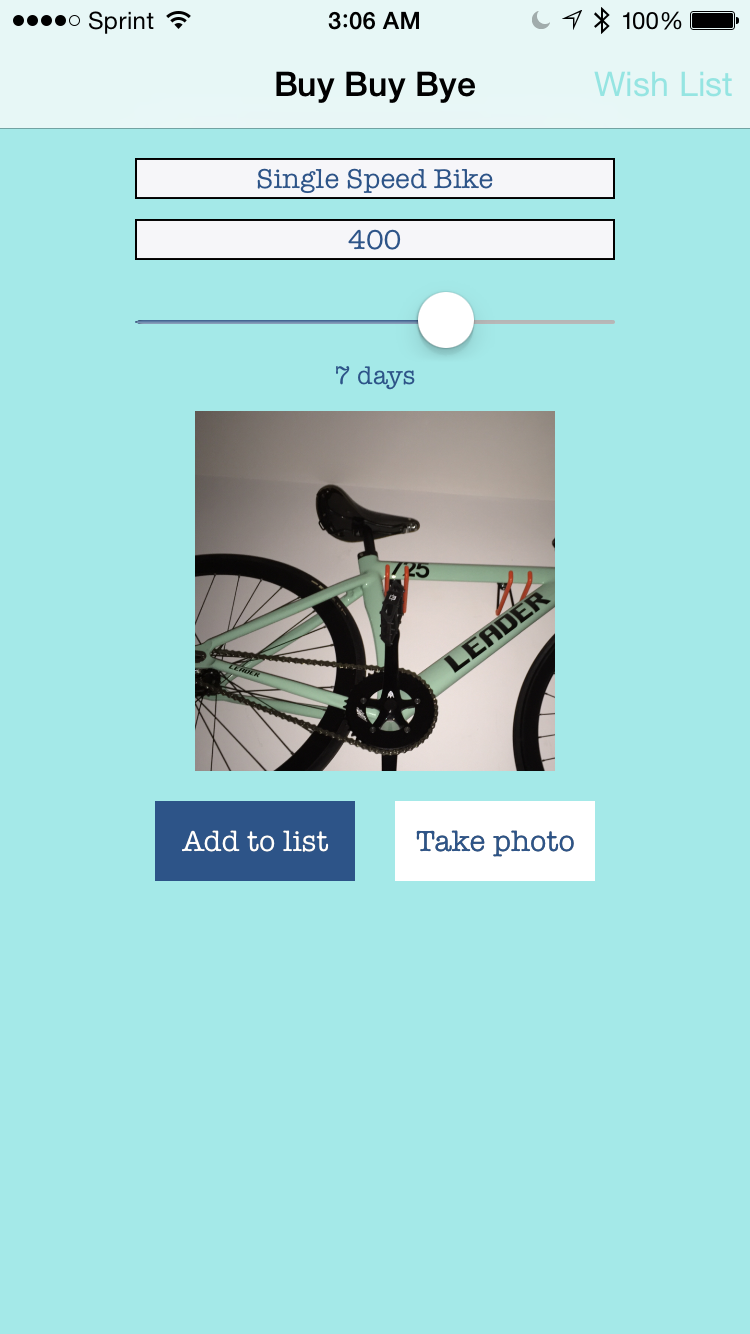 Sprint 3:06 AM 100%
Buy Buy Bye Wish List
Single Speed Bike
400
7 days
725
LEADER
LEADER
Add to list Take photo